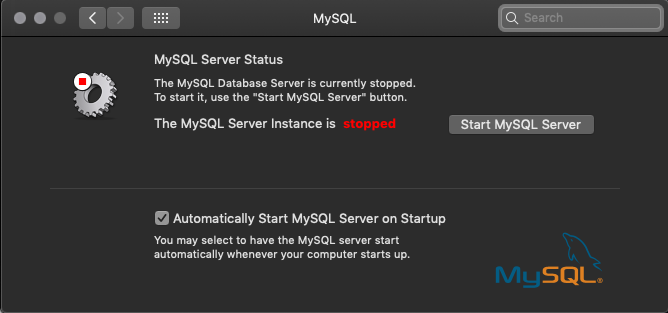 MySQL
Search
MySQL Server Status
The MySQL Database Server is currently stopped.
To start it, use the "Start MySQL Server" button.
The MySQL Server Instance is stopped
Start MySQL Server
Automatically Start MySQL Server on Startup
You may select to have the MySQL server start
automatically whenever your computer starts up.
MySQL®